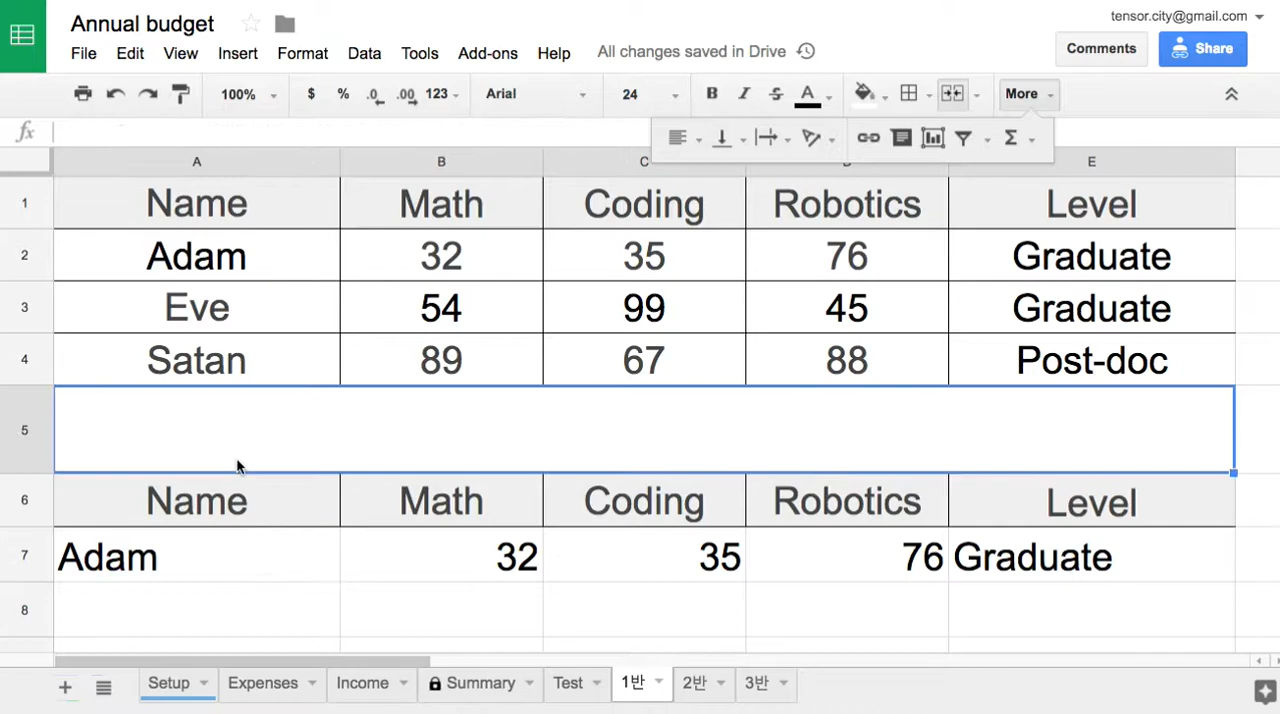 Annual budget
tensor.city@gmail.com
File Edit View Insert Format Data Tools Add-ons Help All changes saved in Drive
Comments Share
100% $ % .0 .00 123 Arial 24 B I S A More
fx
A B C E
1 Name Math Coding Robotics Level
2 Adam 32 35 76 Graduate
3 Eve 54 99 45 Graduate
4 Satan 89 67 88 Post-doc
5
6 Name Math Coding Robotics Level
7 Adam 32 35 76 Graduate
8
+ Setup Expenses Income Summary Test 1반 2반 3반